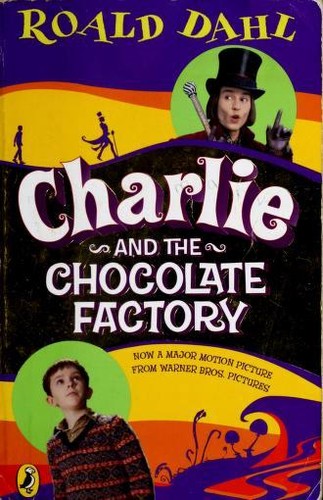 ROALD DAHL
Charlie
AND THE
CHOCOLATE
FACTORY
NOW A MAJOR MOTION PICTURE
FROM WARNER BROS. PICTURES